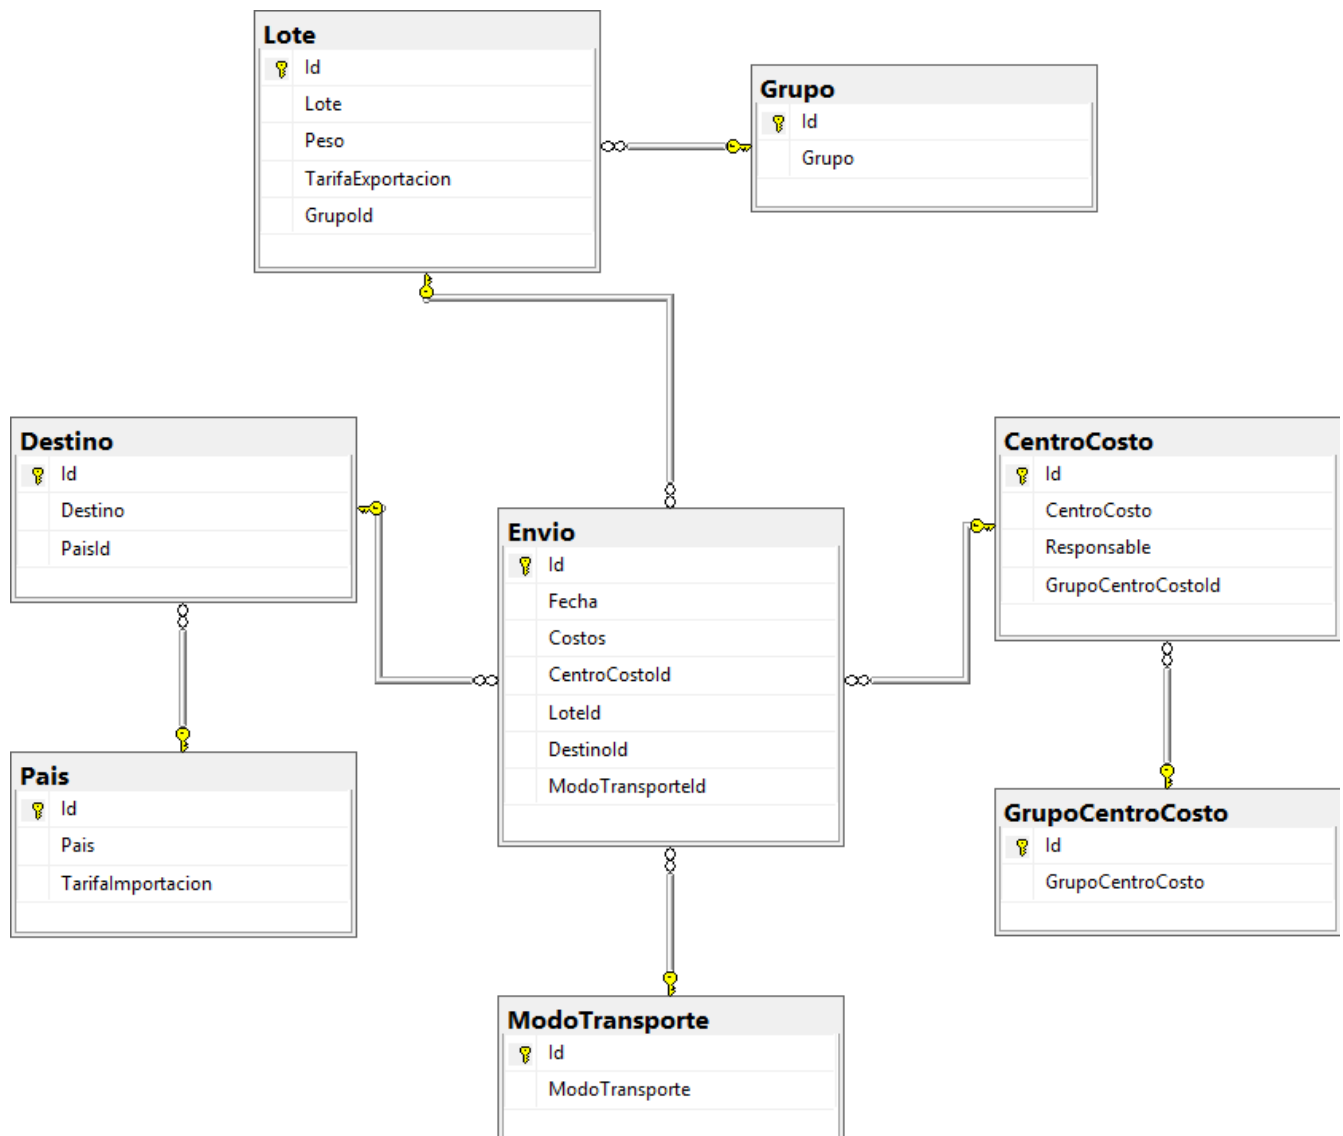 Lote
Id
Lote
Peso
TarifaExportacion
GrupoId
Grupo
Id
Grupo
Destino
Id
Destino
PaisId
Envio
Id
Fecha
Costos
CentroCostoId
LoteId
DestinoId
ModoTransporteId
CentroCosto
Id
CentroCosto
Responsable
GrupoCentroCostoId
Pais
Id
Pais
TarifaImportacion
GrupoCentroCosto
Id
GrupoCentroCosto
ModoTransporte
Id
ModoTransporte